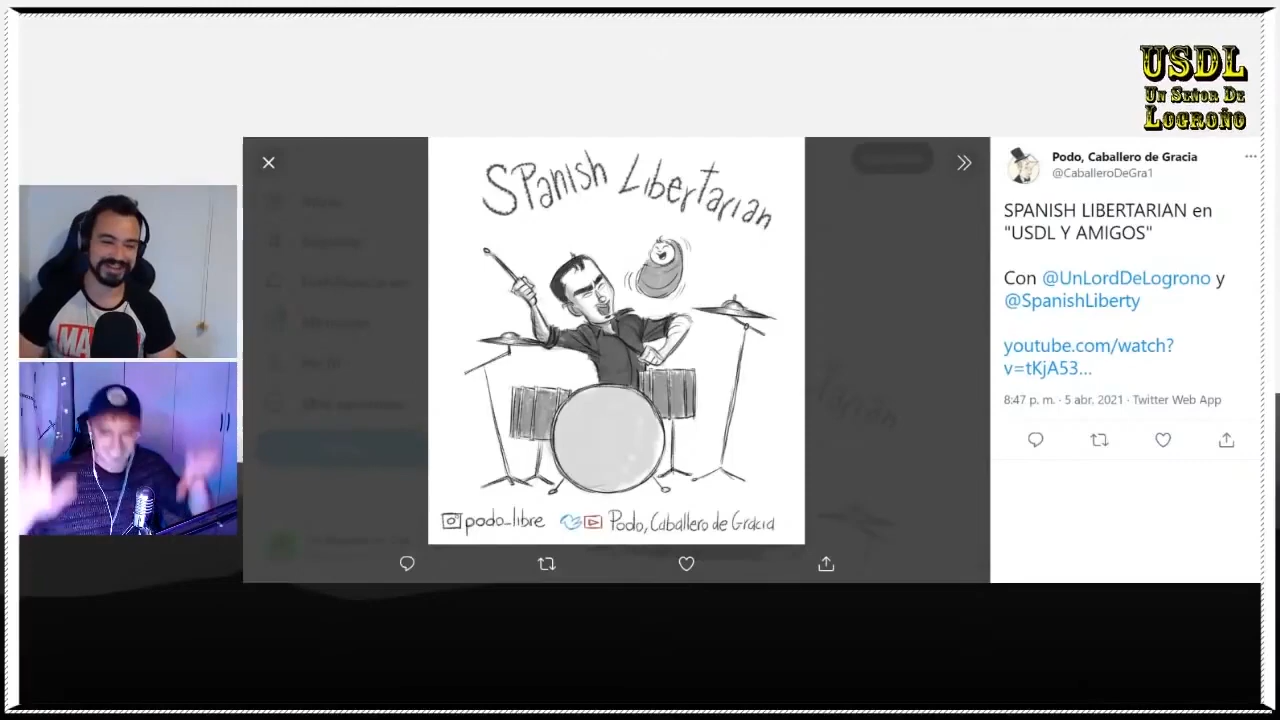 USDL
Un Señor De
Logroño
Spanish Libertarian
podo_libre
Podo, Caballero de Gracia
Podo, Caballero de Gracia
@CaballeroDeGra1
SPANISH LIBERTARIAN en
"USDL Y AMIGOS"
Con @UnLordDeLogrono y
@SpanishLiberty
youtube.com/watch?
v=tKjA53...
8:47 p. m. · 5 abr. 2021 · Twitter Web App
MA